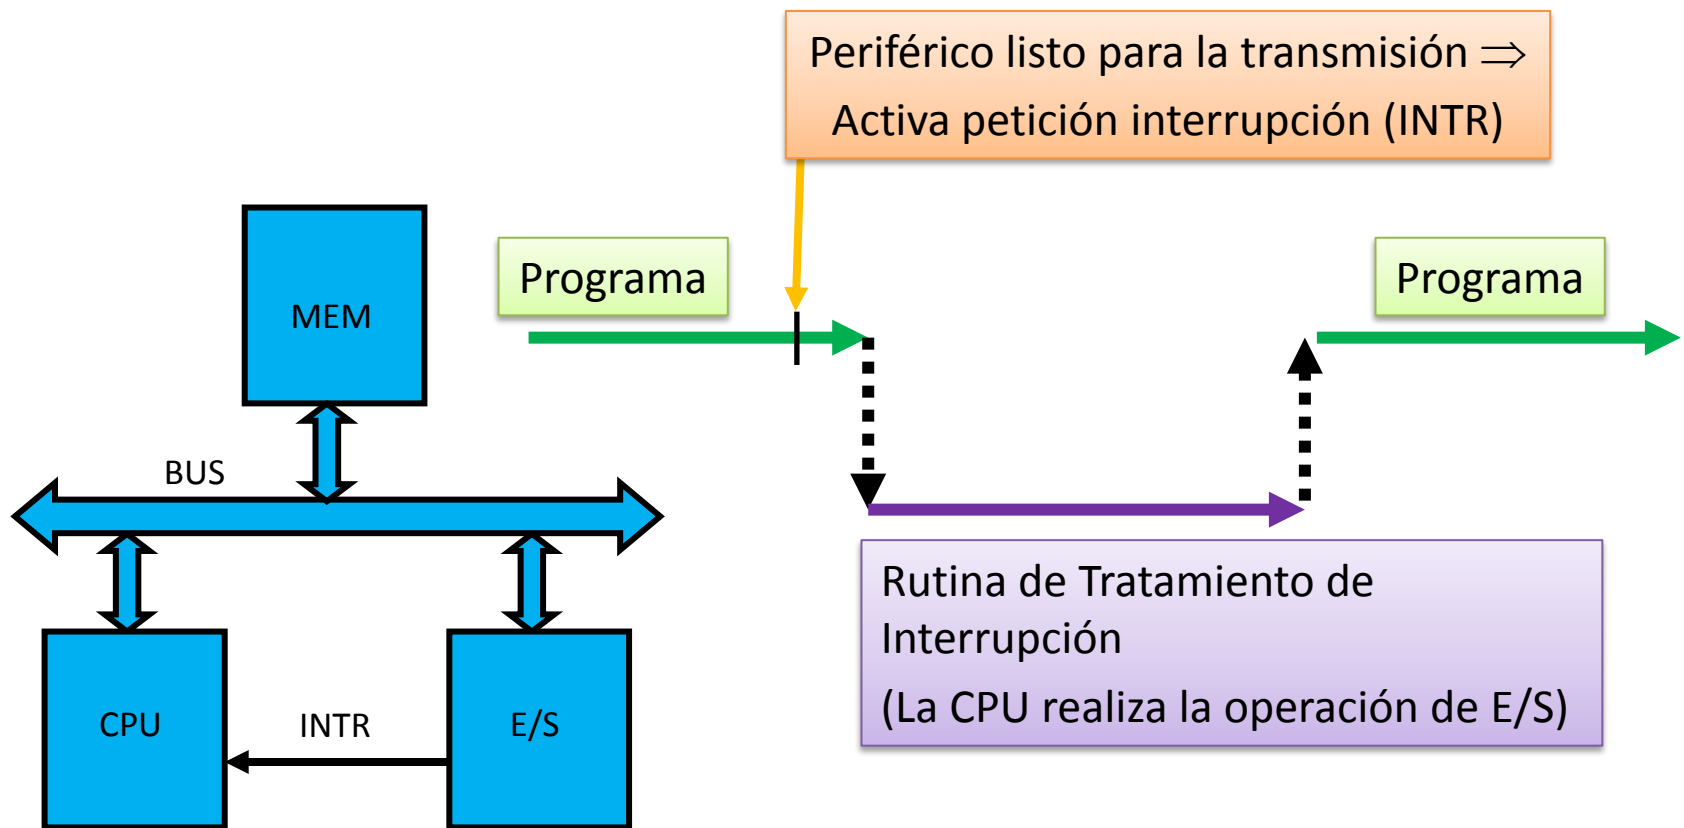 Periférico listo para la transmisión ⇒
Activa petición interrupción (INTR)
Programa
Programa
MEM
BUS
Rutina de Tratamiento de
Interrupción
(La CPU realiza la operación de E/S)
CPU
INTR
E/S